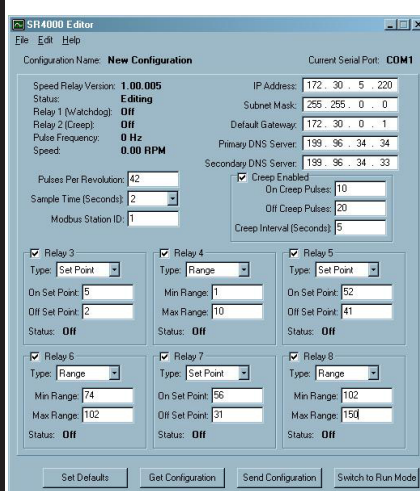 SR4000 Editor
File Edit Help
Configuration Name: New Configuration
Current Serial Port: COM1
Speed Relay Version: 1.00.005
Status: Editing
Relay 1 (Watchdog): Off
Relay 2 (Creep): Off
Pulse Frequency: 0 Hz
Speed: 0.00 RPM
IP Address: 172 . 30 . 5 . 220
Subnet Mask: 255 . 255 . 0 . 0
Default Gateway: 172 . 30 . 0 . 1
Primary DNS Server: 199 . 96 . 34 . 34
Secondary DNS Server: 199 . 96 . 34 . 33
Pulses Per Revolution: 42
Sample Time (Seconds): 2
Modbus Station ID: 1
Creep Enabled
On Creep Pulses: 10
Off Creep Pulses: 20
Creep Interval (Seconds): 5
Relay 3
Type: Set Point
On Set Point: 5
Off Set Point: 2
Status: Off
Relay 4
Type: Range
Min Range: 1
Max Range: 10
Status: Off
Relay 5
Type: Set Point
On Set Point: 52
Off Set Point: 41
Status: Off
Relay 6
Type: Range
Min Range: 74
Max Range: 102
Status: Off
Relay 7
Type: Set Point
On Set Point: 56
Off Set Point: 31
Status: Off
Relay 8
Type: Range
Min Range: 102
Max Range: 150
Status: Off
Set Defaults
Get Configuration
Send Configuration
Switch to Run Mode